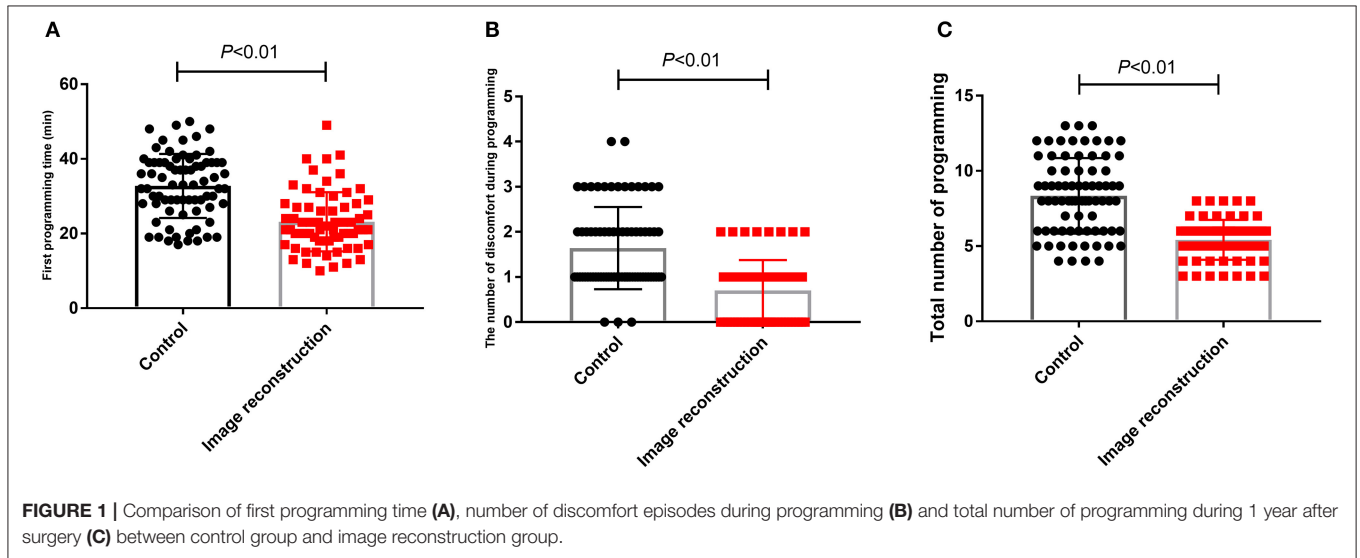 A
P<0.01
First programming time (min)
60
40
20
0
Control
Image reconstruction
B
P<0.01
The number of discomfort during programming
5
4
3
2
1
0
Control
Image reconstruction
C
P<0.01
Total number of programming
15
10
5
0
Control
Image reconstruction
FIGURE 1 | Comparison of first programming time (A), number of discomfort episodes during programming (B) and total number of programming during 1 year after
surgery (C) between control group and image reconstruction group.